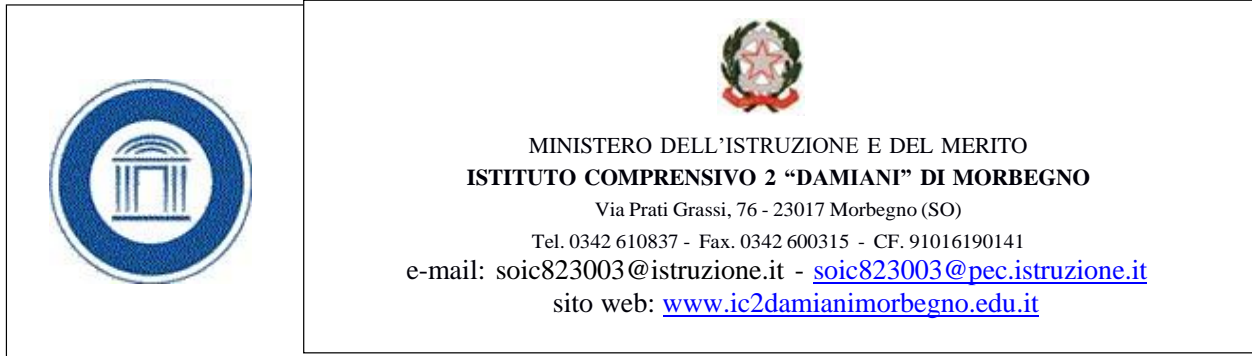 MINISTERO DELL’ISTRUZIONE E DEL MERITO
ISTITUTO COMPRENSIVO 2 “DAMIANI” DI MORBEGNO
Via Prati Grassi, 76 - 23017 Morbegno (SO)
Tel. 0342 610837 - Fax. 0342 600315 - CF. 91016190141
e-mail: soic823003@istruzione.it - soic823003@pec.istruzione.it
sito web: www.ic2damianimorbegno.edu.it